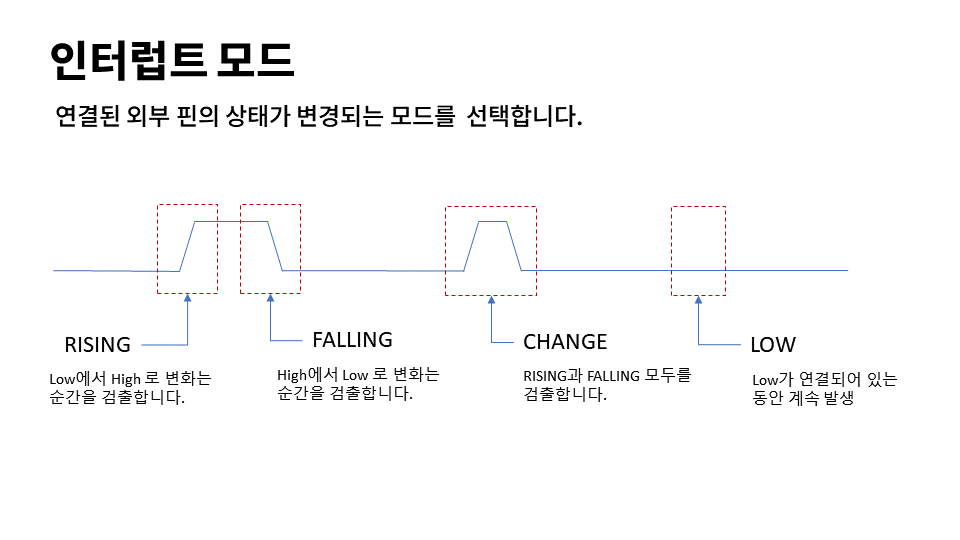 인터럽트 모드
연결된 외부 핀의 상태가 변경되는 모드를 선택합니다.
RISING
Low에서 High 로 변화는
순간을 검출합니다.
FALLING
High에서 Low 로 변화는
순간을 검출합니다.
CHANGE
RISING과 FALLING 모두를
검출합니다.
LOW
Low가 연결되어 있는
동안 계속 발생